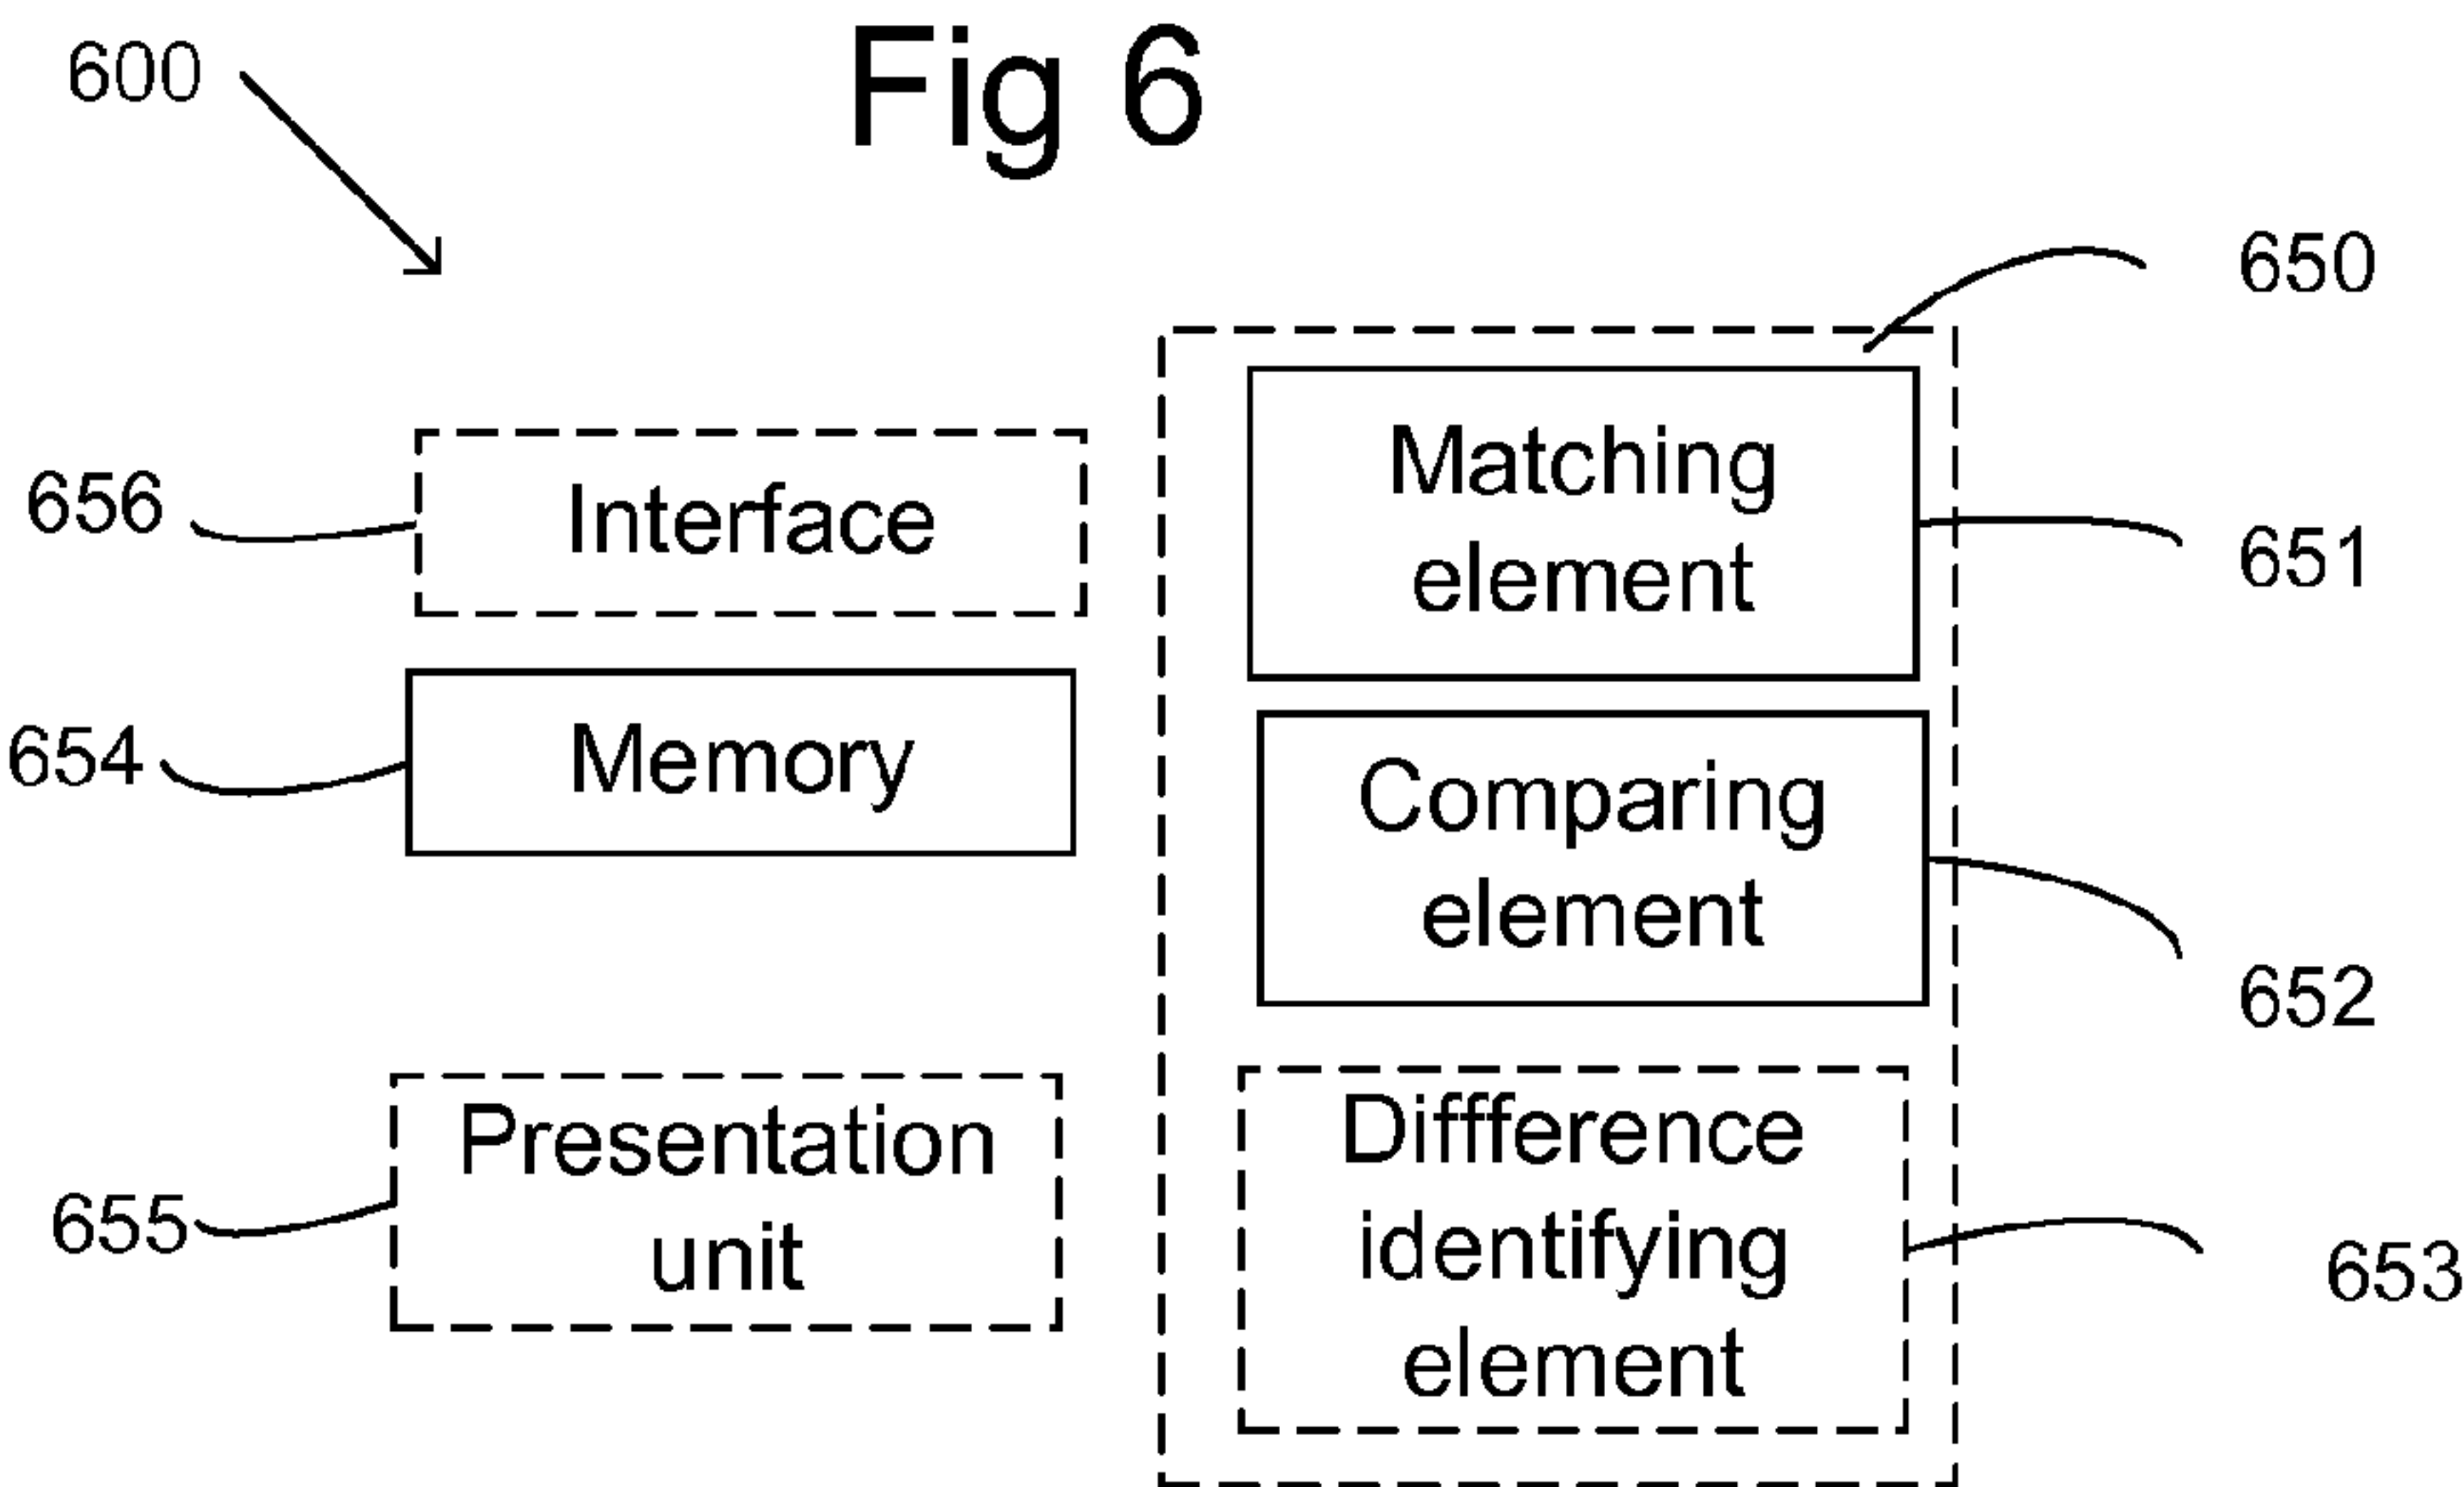 Fig 6
600
650
Matching
element
651
656
Interface
654
Memory
Comparing
element
652
655
Presentation
unit
Diffference
identifying
element
653